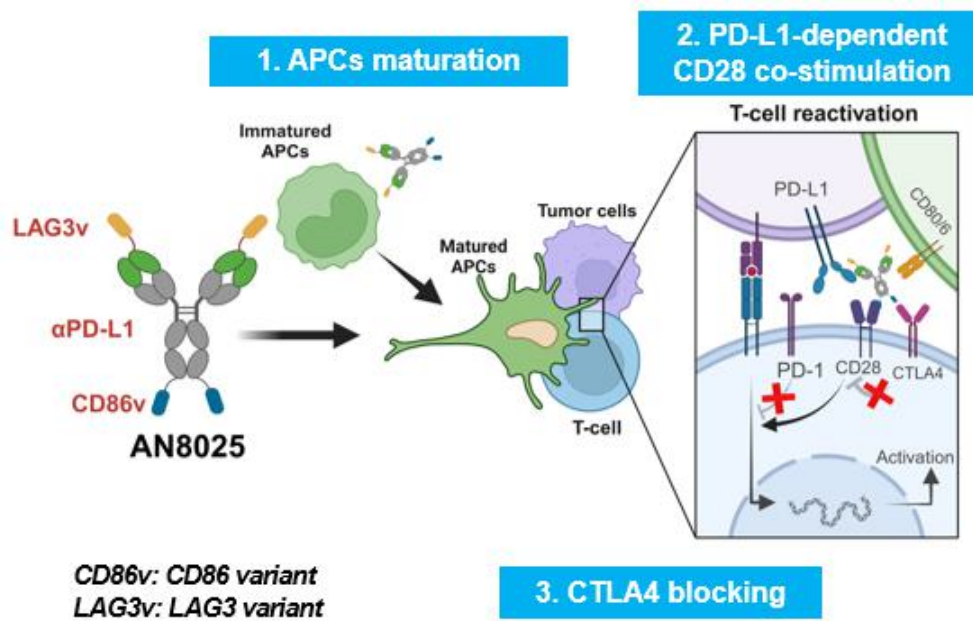 1. APCs maturation
2. PD-L1-dependent
CD28 co-stimulation
T-cell reactivation
Immatured
APCs
LAG3v
αPD-L1
CD86v
AN8025
Matured
APCs
Tumor cells
T-cell
PD-L1
CD80/6
PD-1
CD28
CTLA4
Activation
CD86v: CD86 variant
LAG3v: LAG3 variant
3. CTLA4 blocking